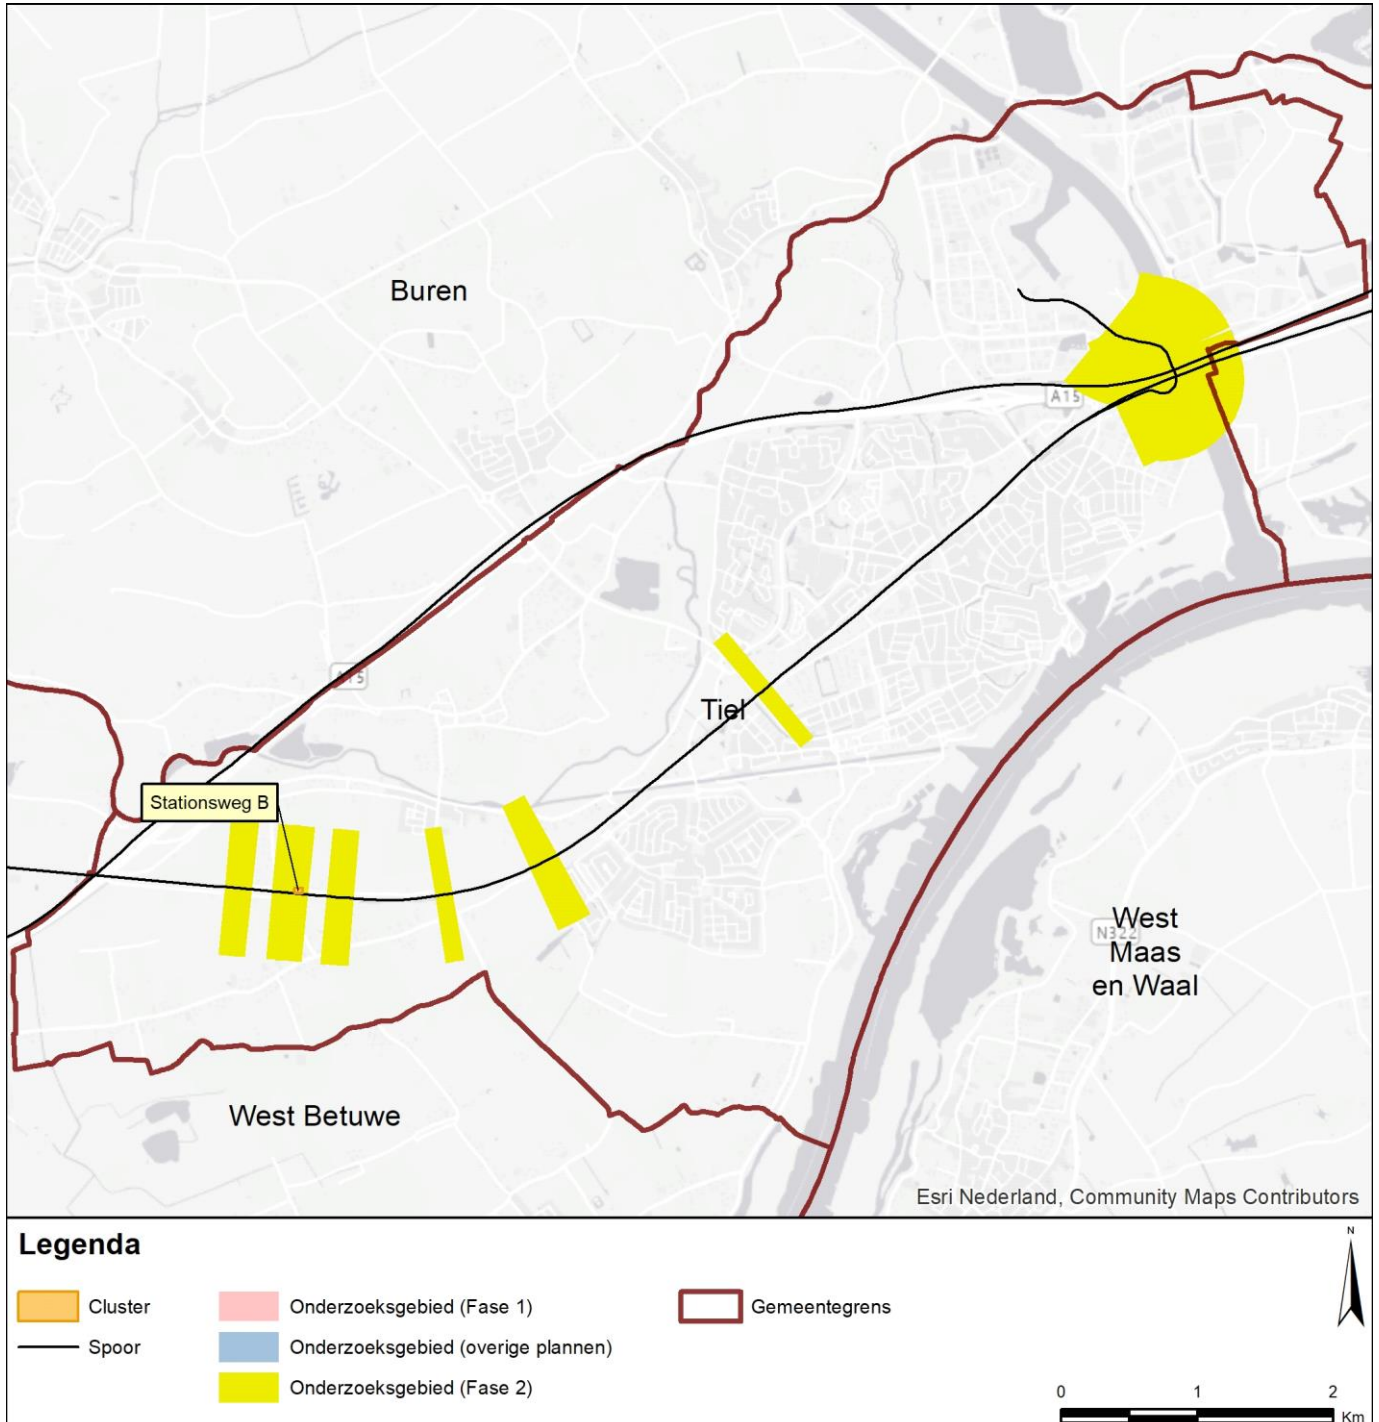 Buren
A15
Tiel
A15
Stationsweg B
West
Maas
en Waal
N322
West Betuwe
Esri Nederland, Community Maps Contributors
Legenda
Cluster
Spoor
Onderzoeksgebied (Fase 1)
Onderzoeksgebied (overige plannen)
Onderzoeksgebied (Fase 2)
Gemeentegrens
N
0 1 2
Km